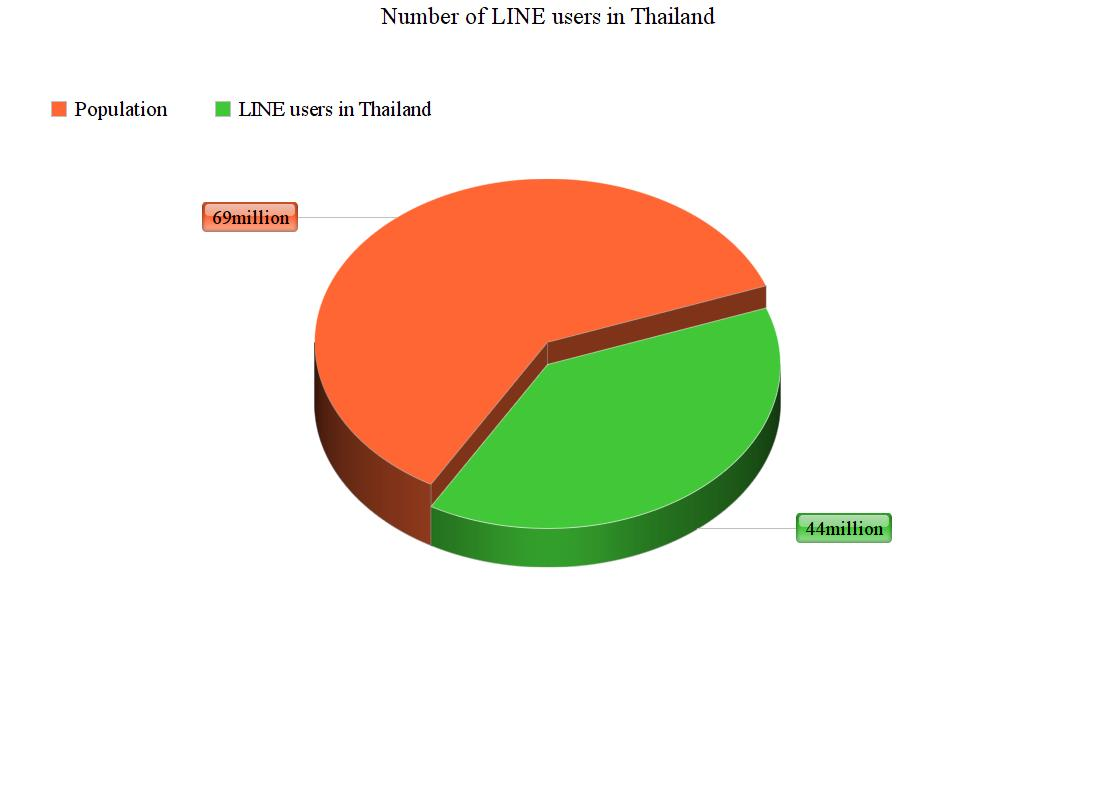 Number of LINE users in Thailand
Population
LINE users in Thailand
69million
44million